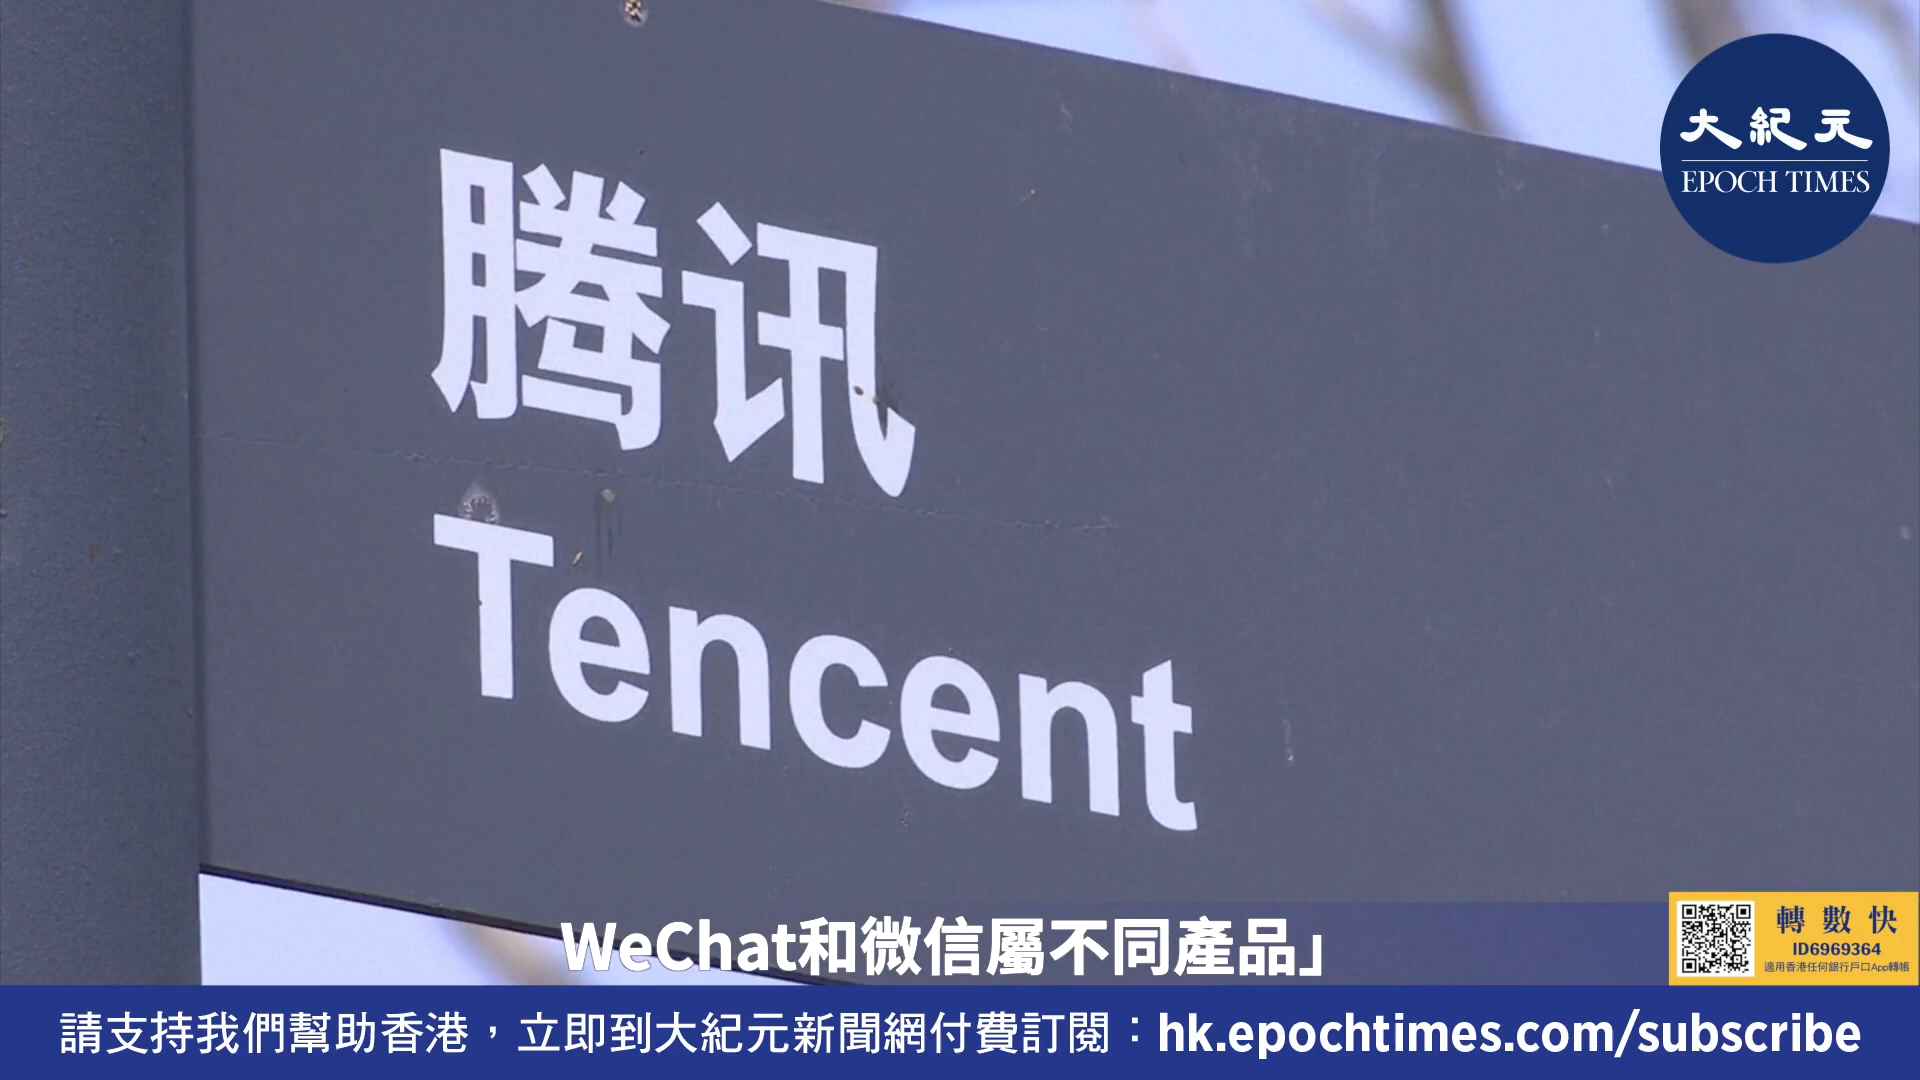 大紀元
EPOCH TIMES
腾讯
Tencent
WeChat和微信屬不同產品」
轉數快
ID6969364
適用香港任何銀行戶口App轉帳
請支持我們幫助香港，立即到大紀元新聞網付費訂閱：hk.epochtimes.com/subscribe